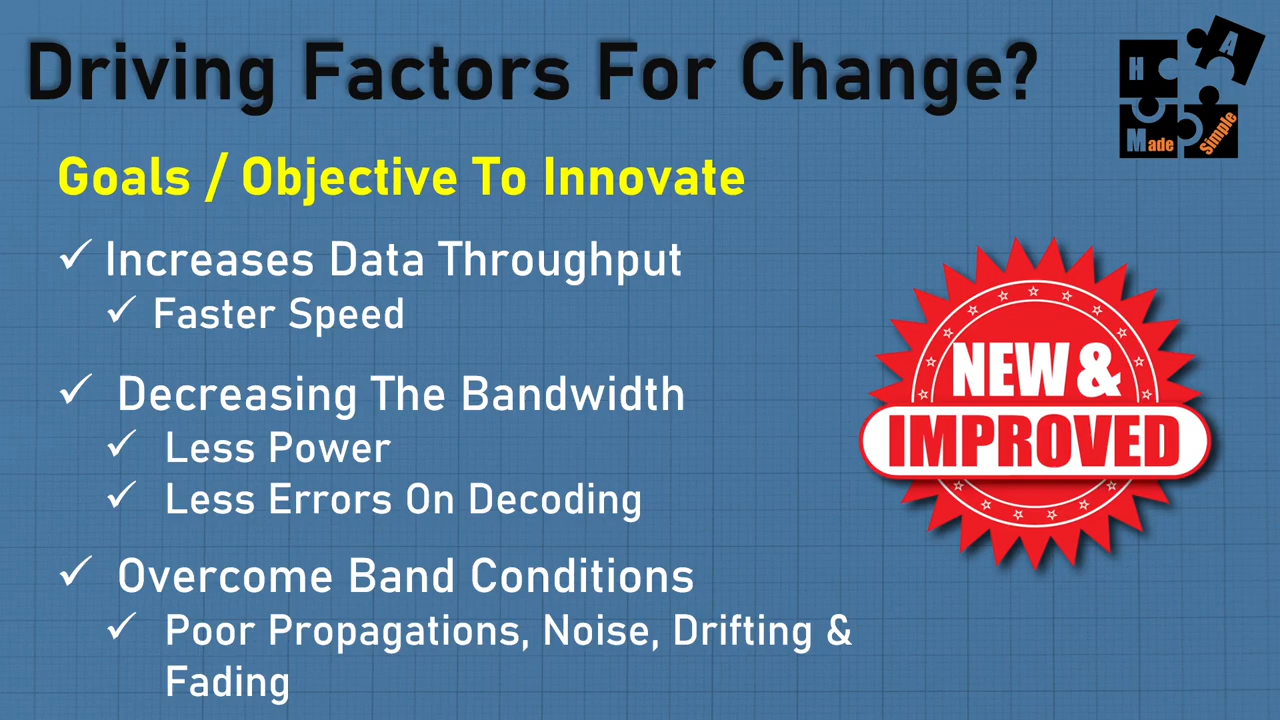 Driving Factors For Change?
H A
Made Simple
Goals / Objective To Innovate
✓ Increases Data Throughput
✓ Faster Speed
✓ Decreasing The Bandwidth
✓ Less Power
✓ Less Errors On Decoding
✓ Overcome Band Conditions
✓ Poor Propagations, Noise, Drifting &
Fading
NEW &
IMPROVED